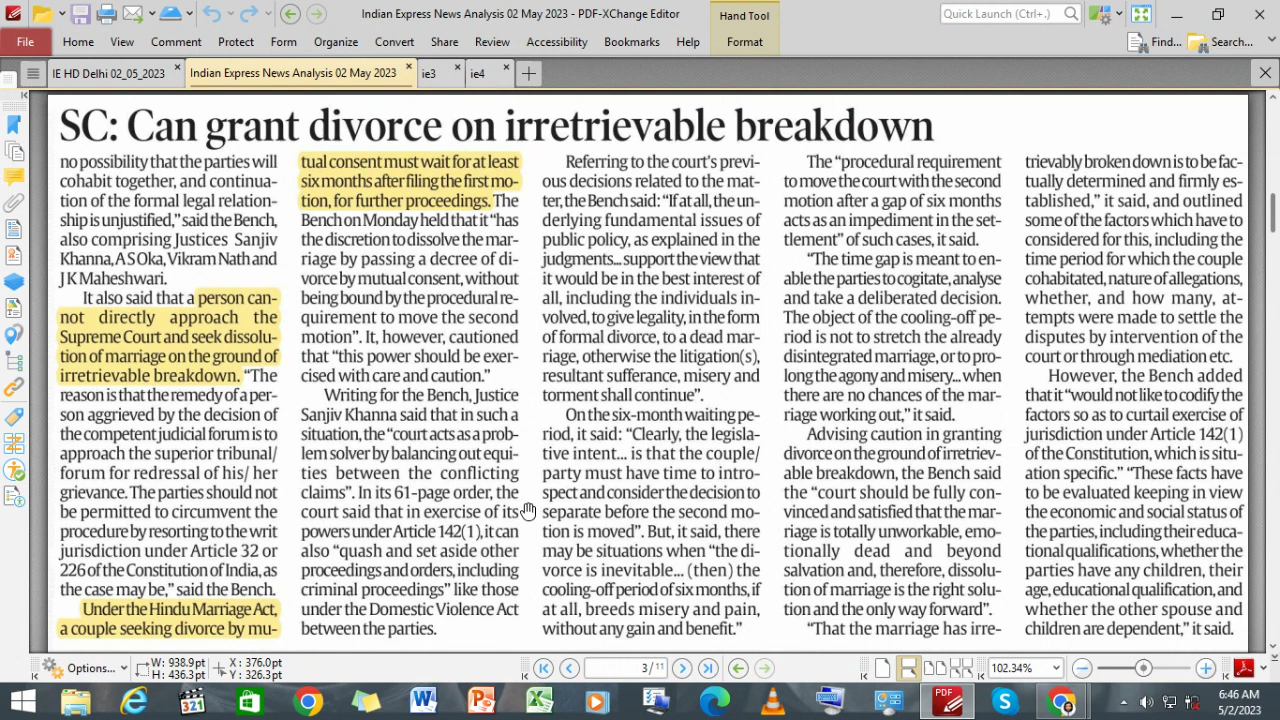 Indian Express News Analysis 02 May 2023 - PDF-XChange Editor
Hand Tool
Quick Launch (Ctrl+.)
File
Home
View
Comment
Protect
Form
Organize
Convert
Share
Review
Accessibility
Bookmarks
Help
Format
Find...
Search...
IE HD Delhi 02_05_2023
Indian Express News Analysis 02 May 2023
ie3
ie4
SC: Can grant divorce on irretrievable breakdown
no possibility that the parties will
cohabit together, and continua-
tion of the formal legal relation-
ship is unjustified,” said the Bench,
also comprising Justices Sanjiv
Khanna, A S Oka, Vikram Nath and
J K Maheshwari.
It also said that a person can-
not directly approach the
Supreme Court and seek dissolu-
tion of marriage on the ground of
irretrievable breakdown. “The
reason is that the remedy of a per-
son aggrieved by the decision of
the competent judicial forum is to
approach the superior tribunal/
forum for redressal of his/ her
grievance. The parties should not
be permitted to circumvent the
procedure by resorting to the writ
jurisdiction under Article 32 or
226 of the Constitution of India, as
the case may be,” said the Bench.
Under the Hindu Marriage Act,
a couple seeking divorce by mu-
tual consent must wait for at least
six months after filing the first mo-
tion, for further proceedings. The
Bench on Monday held that it “has
the discretion to dissolve the mar-
riage by passing a decree of di-
vorce by mutual consent, without
being bound by the procedural re-
quirement to move the second
motion”. It, however, cautioned
that “this power should be exer-
cised with care and caution.”
Writing for the Bench, Justice
Sanjiv Khanna said that in such a
situation, the “court acts as a prob-
lem solver by balancing out equi-
ties between the conflicting
claims”. In its 61-page order, the
court said that in exercise of its
powers under Article 142(1), it can
also “quash and set aside other
proceedings and orders, including
criminal proceedings” like those
under the Domestic Violence Act
between the parties.
Referring to the court's previ-
ous decisions related to the mat-
ter, the Bench said: “If at all, the un-
derlying fundamental issues of
public policy, as explained in the
judgments... support the view that
it would be in the best interest of
all, including the individuals in-
volved, to give legality, in the form
of formal divorce, to a dead mar-
riage, otherwise the litigation(s),
resultant sufferance, misery and
torment shall continue”.
On the six-month waiting pe-
riod, it said: “Clearly, the legisla-
tive intent... is that the couple/
party must have time to intro-
spect and consider the decision to
separate before the second mo-
tion is moved”. But, it said, there
may be situations when “the di-
vorce is inevitable... (then) the
cooling-off period of six months, if
at all, breeds misery and pain,
without any gain and benefit.”
The “procedural requirement
to move the court with the second
motion after a gap of six months
acts as an impediment in the set-
tlement” of such cases, it said.
“The time gap is meant to en-
able the parties to cogitate, analyse
and take a deliberated decision.
The object of the cooling-off pe-
riod is not to stretch the already
disintegrated marriage, or to pro-
long the agony and misery... when
there are no chances of the mar-
riage working out,” it said.
Advising caution in granting
divorce on the ground of irretriev-
able breakdown, the Bench said
the “court should be fully con-
vinced and satisfied that the mar-
riage is totally unworkable, emo-
tionally dead and beyond
salvation and, therefore, dissolu-
tion of marriage is the right solu-
tion and the only way forward”.
“That the marriage has irre-
trievably broken down is to be fac-
tually determined and firmly es-
tablished,” it said, and outlined
some of the factors which have to
considered for this, including the
time period for which the couple
cohabitated, nature of allegations,
whether, and how many, at-
tempts were made to settle the
disputes by intervention of the
court or through mediation etc.
However, the Bench added
that it “would not like to codify the
factors so as to curtail exercise of
jurisdiction under Article 142(1)
of the Constitution, which is situ-
ation specific.” “These facts have
to be evaluated keeping in view
the economic and social status of
the parties, including their educa-
tional qualifications, whether the
parties have any children, their
age, educational qualification, and
whether the other spouse and
children are dependent,” it said.
Options...
W: 938.9pt
H: 436.3pt
X: 376.0pt
Y: 326.3pt
3 / 11
102.34%
321
PDF
6:46 AM
5/2/2023